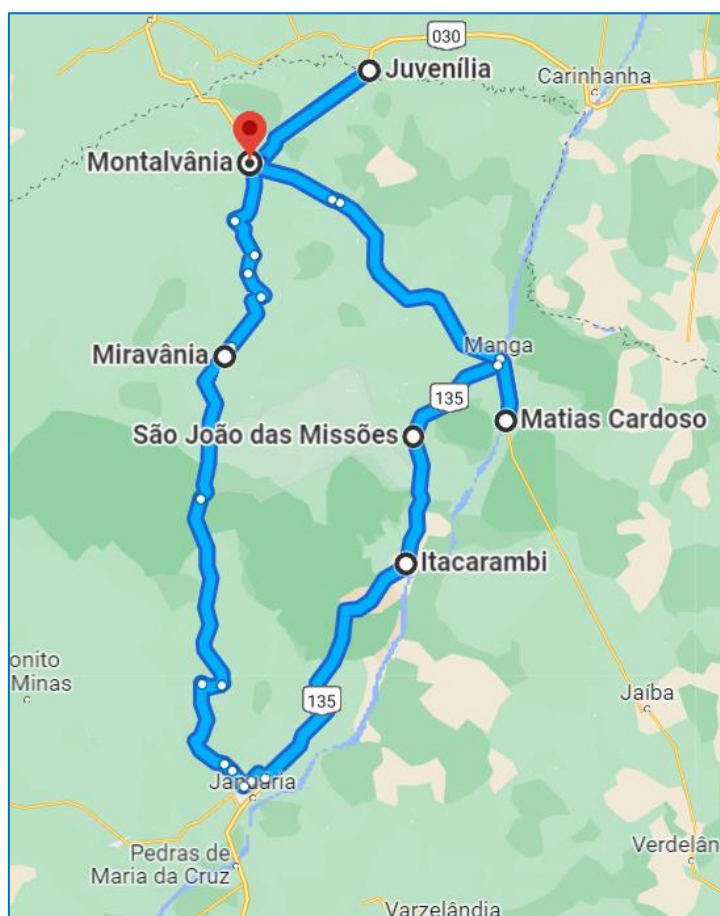 030
Juvenília
Carinhanha
Montalvânia
Manga
Miravânia
135
Matias Cardoso
São João das Missões
Itacarambi
onito
Minas
135
Jaíba
Januária
Verdelân
Pedras de
Maria da Cruz
Varzelândia